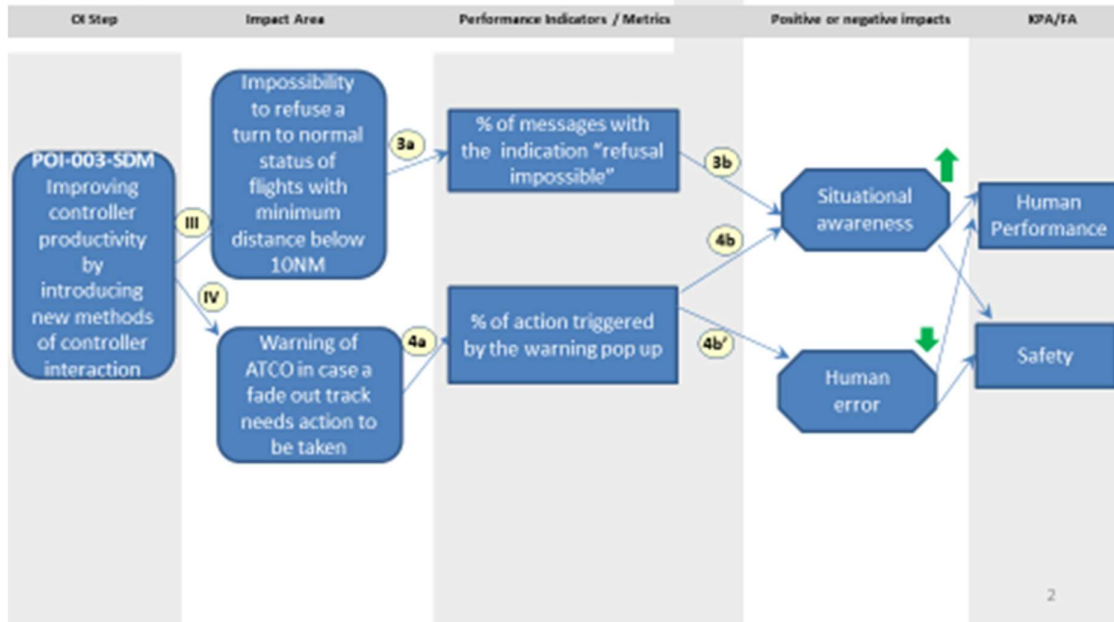 OI Step
Impact Area
Performance Indicators / Metrics
Positive or negative impacts
KPA/FA
POI-003-SDM
Improving
controller
productivity
by
introducing
new methods
of controller
interaction
III
IV
Impossibility
to refuse a
turn to normal
status of
flights with
minimum
distance below
10NM
Warning of
ATCO in case a
fade out track
needs action to
be taken
3a
4a
% of messages with
the indication “refusal
impossible”
% of action triggered
by the warning pop up
3b
4b
4b’
Situational
awareness
Human
error
Human
Performance
Safety
2